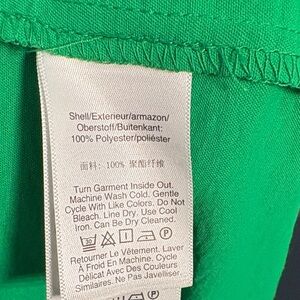 Shell/Exterieur/armazon/
Oberstoff/Buitenkant:
100% Polyester/poliéster
面料: 100% 聚酯纤维
Turn Garment Inside Out.
Machine Wash Cold. Gentle
Cycle With Like Colors. Do Not
Bleach. Line Dry. Use Cool
Iron. Can Be Dry Cleaned.
Retourner Le Vêtement. Laver
À Froid En Machine. Cycle
Délicat Avec Des Couleurs
Similaires. Ne Pas Javelliser.